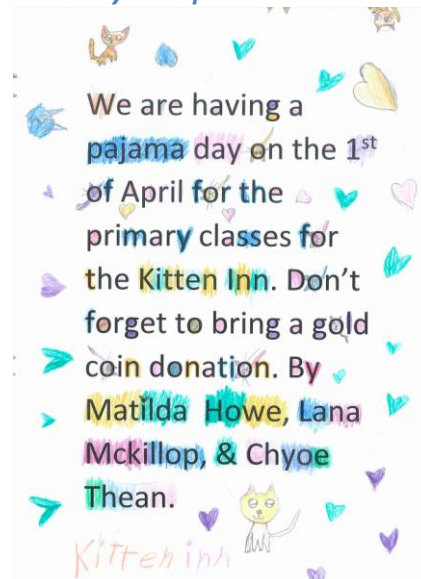 We are having a
pajama day on the 1st
of April for the
primary classes for
the Kitten Inn. Don't
forget to bring a gold
coin donation. By
Matilda Howe, Lana
Mckillop, & Chyoe
Thean.
Kitten inn